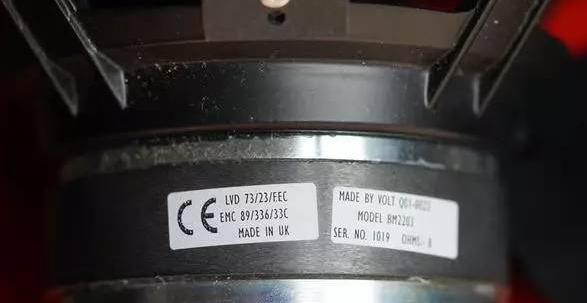 CE
LVD 73/23/EEC
EMC 89/336/33C
MADE IN UK
MADE BY VOLT
MODEL BM2203
SER. NO. 1019 OHMS- 8